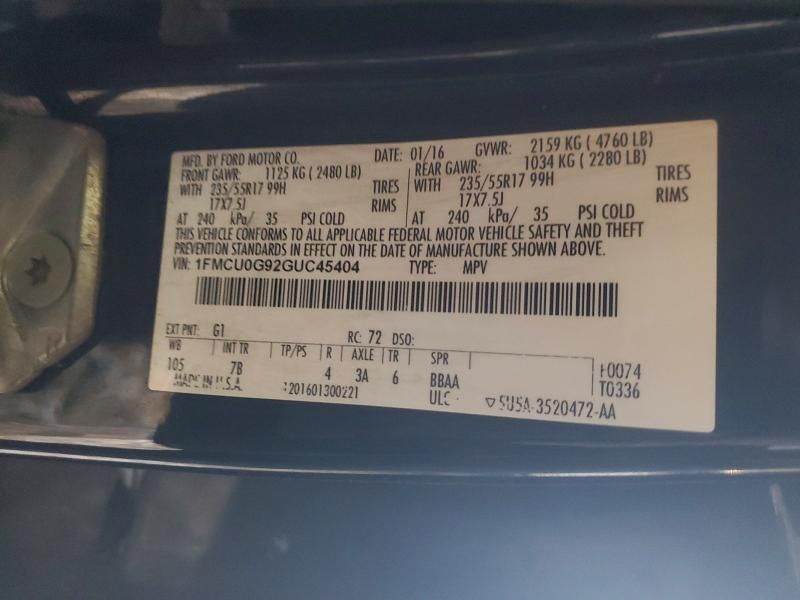 MFD. BY FORD MOTOR CO. DATE: 01/16 GVWR: 2159 KG ( 4760 LB)
FRONT GAWR: 1125 KG ( 2480 LB) REAR GAWR: 1034 KG ( 2280 LB)
WITH 235/55R17 99H TIRES WITH 235/55R17 99H TIRES
17X7.5J RIMS 17X7.5J RIMS
AT 240 kPa/ 35 PSI COLD AT 240 kPa/ 35 PSI COLD
THIS VEHICLE CONFORMS TO ALL APPLICABLE FEDERAL MOTOR VEHICLE SAFETY AND THEFT
PREVENTION STANDARDS IN EFFECT ON THE DATE OF MANUFACTURE SHOWN ABOVE.
VIN: 1FMCU0G92GUC45404 TYPE: MPV
EXT PNT: G1 RC: 72 DSO:
WB INT TR TP/PS R AXLE TR SPR
105 7B 4 3A 6 BBAA F0074
MADE IN U.S.A. ULC T0336
▽5U5A-3520472-AA